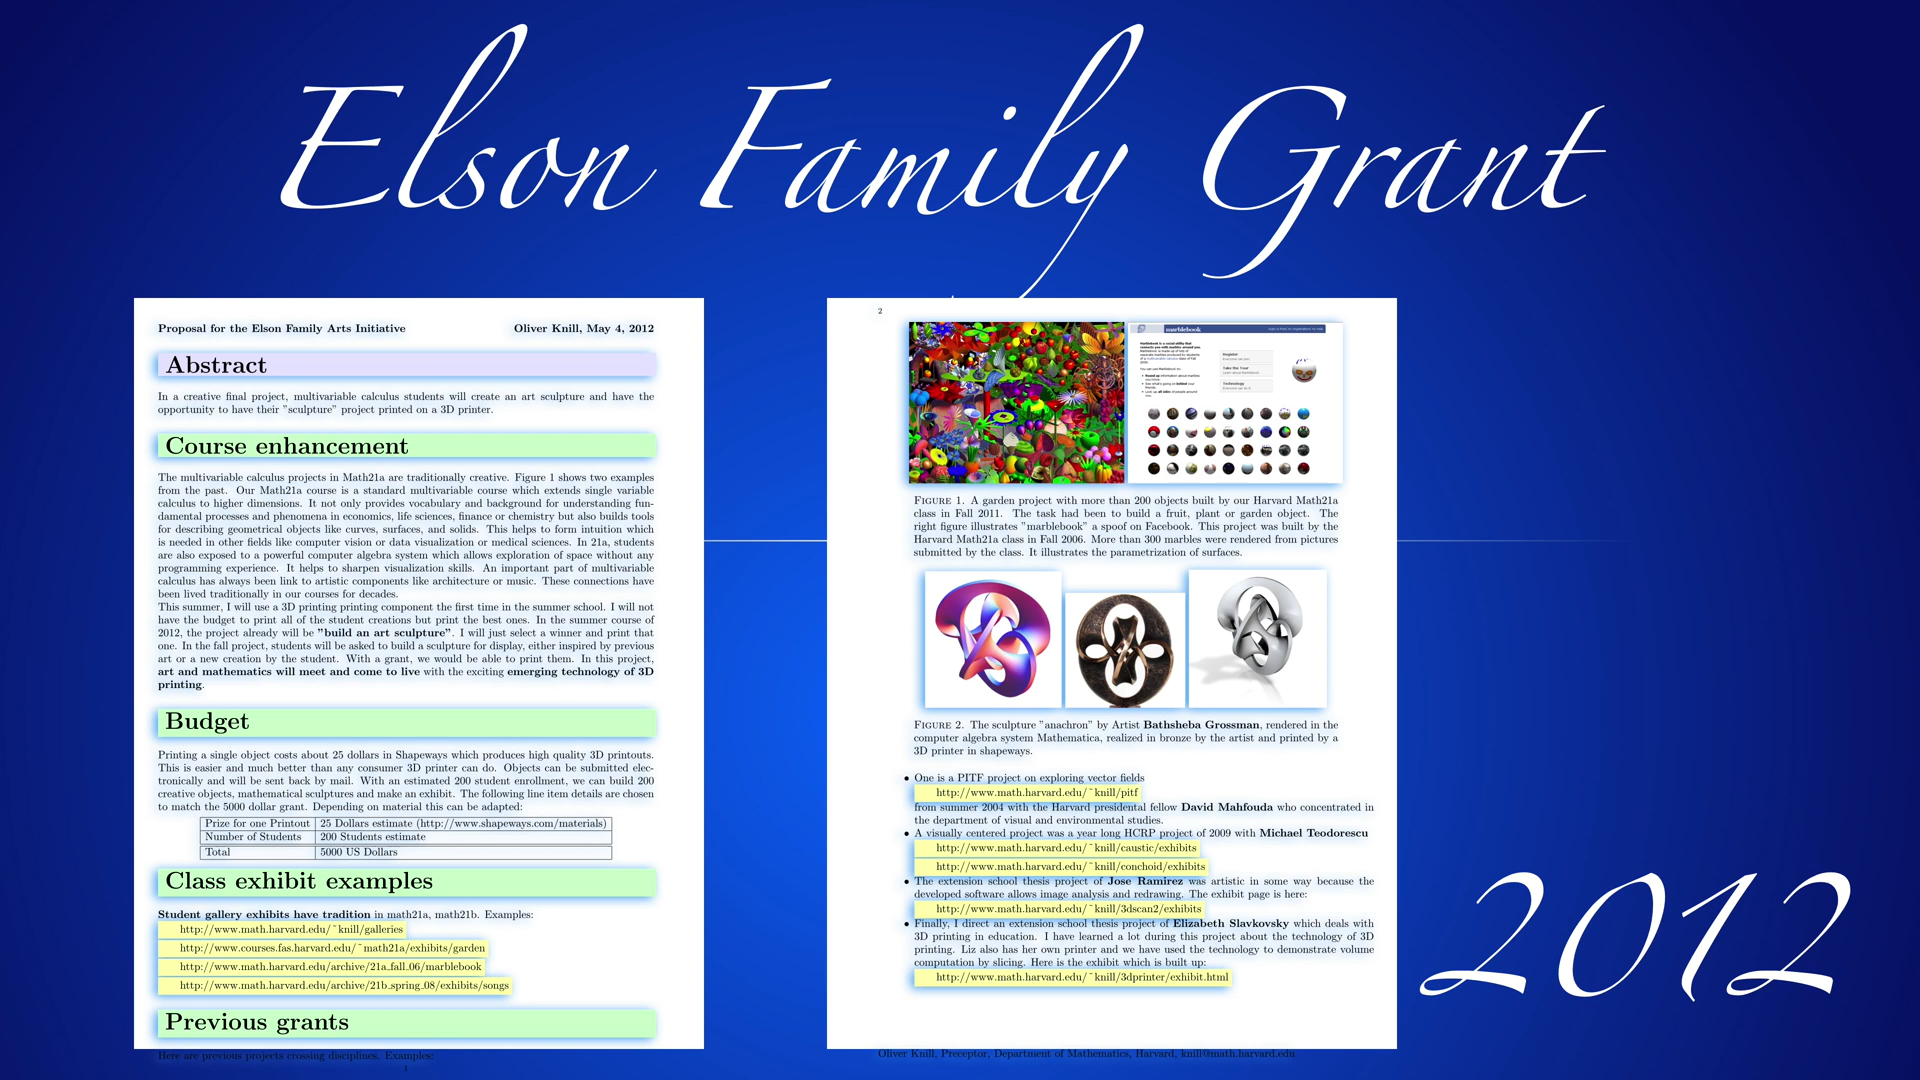 Elson Family Grant
Proposal for the Elson Family Arts Initiative Oliver Knill, May 4, 2012
Abstract
In a creative final project, multivariable calculus students will create an art sculpture and have the
opportunity to have their ”sculpture” project printed on a 3D printer.
Course enhancement
The multivariable calculus projects in Math21a are traditionally creative. Figure 1 shows two examples
from the past. Our Math21a course is a standard multivariable course which extends single variable
calculus to higher dimensions. It not only provides vocabulary and background for understanding fun-
damental processes and phenomena in economics, life sciences, finance or chemistry but also builds tools
for describing geometrical objects like curves, surfaces, and solids. This helps to form intuition which
is needed in other fields like computer vision or data visualization or medical sciences. In 21a, students
are also exposed to a powerful computer algebra system which allows exploration of space without any
programming experience. It helps to sharpen visualization skills. An important part of multivariable
calculus has always been link to artistic components like architecture or music. These connections have
been lived traditionally in our courses for decades.
This summer, I will use a 3D printing printing component the first time in the summer school. I will not
have the budget to print all of the student creations but print the best ones. In the summer course of
2012, the project already will be ”build an art sculpture”. I will just select a winner and print that
one. In the fall project, students will be asked to build a sculpture for display, either inspired by previous
art or a new creation by the student. With a grant, we would be able to print them. In this project,
art and mathematics will meet and come to live with the exciting emerging technology of 3D
printing.
Budget
Printing a single object costs about 25 dollars in Shapeways which produces high quality 3D printouts.
This is easier and much better than any consumer 3D printer can do. Objects can be submitted elec-
tronically and will be sent back by mail. With an estimated 200 student enrollment, we can build 200
creative objects, mathematical sculptures and make an exhibit. The following line item details are chosen
to match the 5000 dollar grant. Depending on material this can be adapted:
Prize for one Printout 25 Dollars estimate (http://www.shapeways.com/materials)
Number of Students 200 Students estimate
Total 5000 US Dollars
Class exhibit examples
Student gallery exhibits have tradition in math21a, math21b. Examples:
http://www.math.harvard.edu/~knill/galleries
http://www.courses.fas.harvard.edu/~math21a/exhibits/garden
http://www.math.harvard.edu/archive/21a_fall_06/marblebook
http://www.math.harvard.edu/archive/21b_spring_08/exhibits/songs
Previous grants
Here are previous projects crossing disciplines. Examples:
1
2
marblebook
Marblebook is a social utility that
connects you with marbles around you.
Register
Take the Tour
Technology
Figure 1. A garden project with more than 200 objects built by our Harvard Math21a
class in Fall 2011. The task had been to build a fruit, plant or garden object. The
right figure illustrates ”marblebook” a spoof on Facebook. This project was built by the
Harvard Math21a class in Fall 2006. More than 300 marbles were rendered from pictures
submitted by the class. It illustrates the parametrization of surfaces.
Figure 2. The sculpture ”anachron” by Artist Bathsheba Grossman, rendered in the
computer algebra system Mathematica, realized in bronze by the artist and printed by a
3D printer in shapeways.
• One is a PITF project on exploring vector fields
http://www.math.harvard.edu/~knill/pitf
from summer 2004 with the Harvard presidental fellow David Mahfouda who concentrated in
the department of visual and environmental studies.
• A visually centered project was a year long HCRP project of 2009 with Michael Teodorescu
http://www.math.harvard.edu/~knill/caustic/exhibits
http://www.math.harvard.edu/~knill/conchoid/exhibits
• The extension school thesis project of Jose Ramirez was artistic in some way because the
developed software allows image analysis and redrawing. The exhibit page is here:
http://www.math.harvard.edu/~knill/3dscan2/exhibits
• Finally, I direct an extension school thesis project of Elizabeth Slavkovsky which deals with
3D printing in education. I have learned a lot during this project about the technology of 3D
printing. Liz also has her own printer and we have used the technology to demonstrate volume
computation by slicing. Here is the exhibit which is built up:
http://www.math.harvard.edu/~knill/3dprinter/exhibit.html
Oliver Knill, Preceptor, Department of Mathematics, Harvard, knill@math.harvard.edu
2012